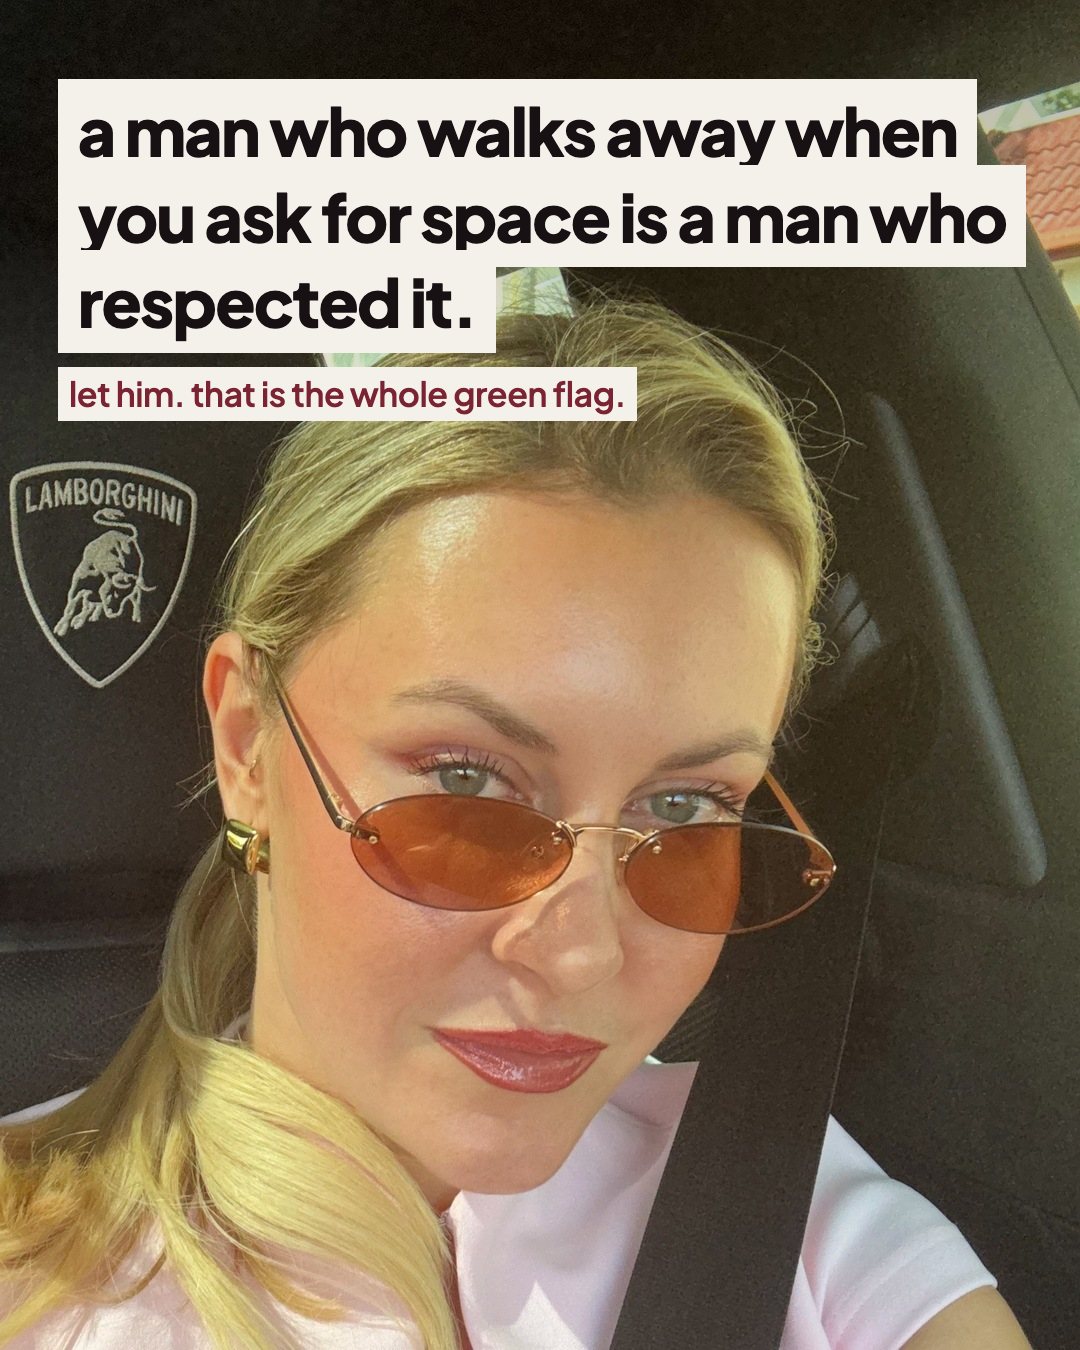 a man who walks away when
you ask for space is a man who
respected it.
let him. that is the whole green flag.
LAMBORGHINI